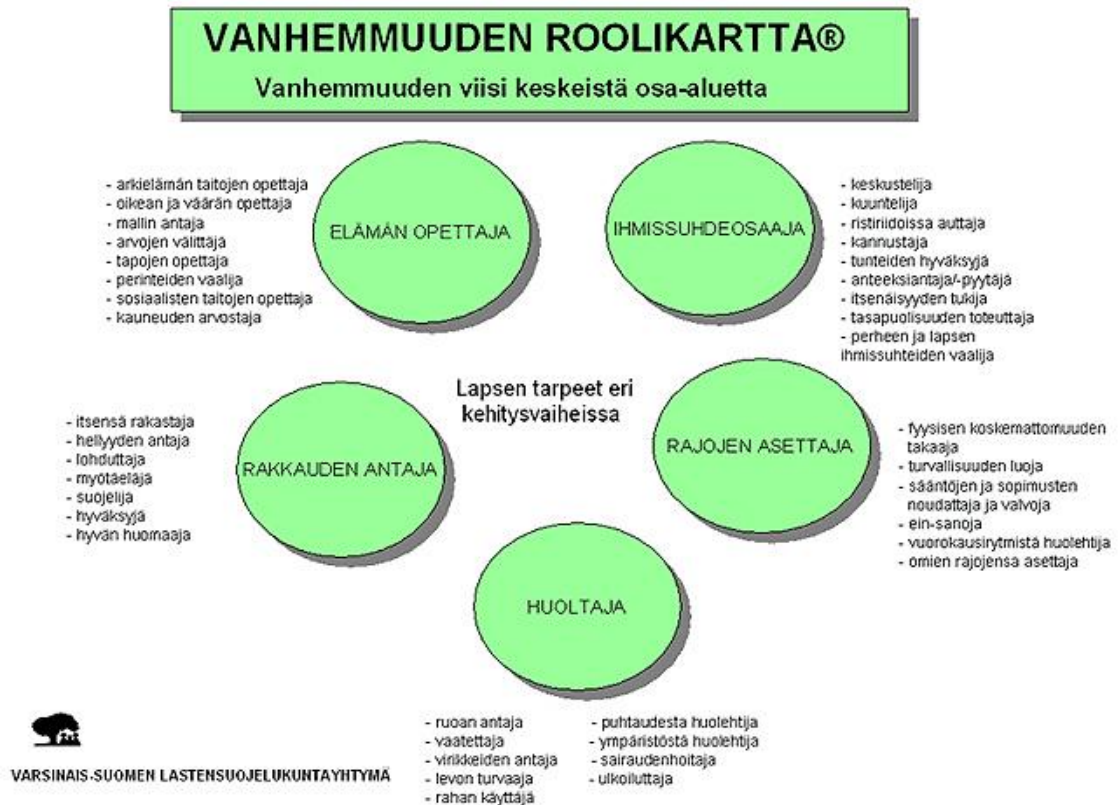 VANHEMMUUDEN ROOLIKARTTA®
Vanhemmuuden viisi keskeistä osa-aluetta
- arkielämän taitojen opettaja
- oikean ja väärän opettaja
- mallin antaja
- arvojen välittäjä
- tapojen opettaja
- perinteiden vaalija
- sosiaalisten taitojen opettaja
- kauneuden arvostaja
ELÄMÄN OPETTAJA
IHMISSUHDEOSAAJA
- keskustelija
- kuuntelija
- ristiriidoissa auttaja
- kannustaja
- tunteiden hyväksyjä
- anteeksiantaja/-pyytäjä
- itsenäisyyden tukija
- tasapuolisuuden toteuttaja
- perheen ja lapsen
ihmissuhteiden vaalija
Lapsen tarpeet eri
kehitysvaiheissa
- itsensä rakastaja
- hellyyden antaja
- lohduttaja
- myötäeläjä
- suojelija
- hyväksyjä
- hyvän huomaaja
RAKKAUDEN ANTAJA
RAJOJEN ASETTAJA
- fyysisen koskemattomuuden
takaaja
- turvallisuuden luoja
- sääntöjen ja sopimusten
noudattaja ja valvoja
- ein-sanoja
- vuorokausirytmistä huolehtija
- omien rajojensa asettaja
HUOLTAJA
- ruoan antaja
- vaatettaja
- virikkeiden antaja
- levon turvaaja
- rahan käyttäjä
- puhtaudesta huolehtija
- ympäristöstä huolehtija
- sairaudenhoitaja
- ulkoiluttaja
VARSINAIS-SUOMEN LASTENSUOJELUKUNTAYHTYMÄ